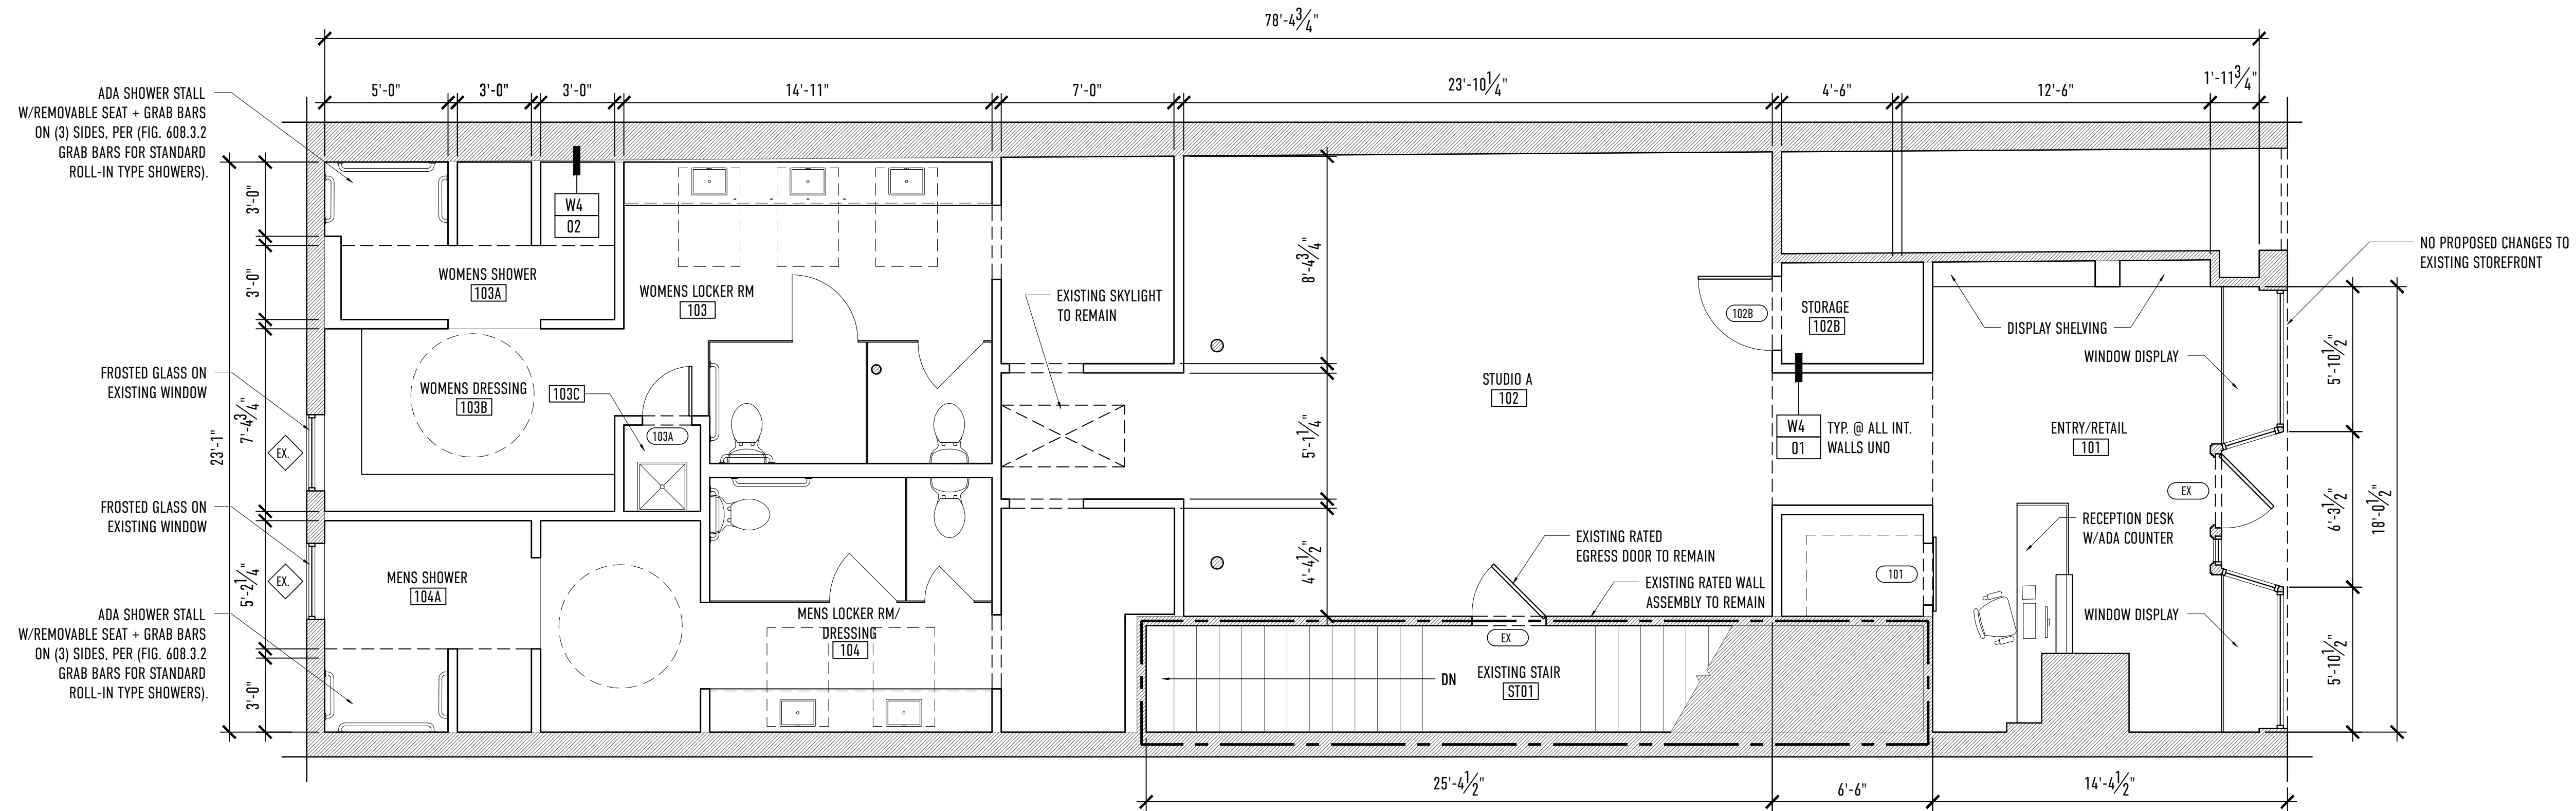 78'-4 3/4"
5'-0"
3'-0"
3'-0"
14'-11"
7'-0"
23'-10 1/4"
4'-6"
12'-6"
1'-11 3/4"
ADA SHOWER STALL
W/REMOVABLE SEAT + GRAB BARS
ON (3) SIDES, PER (FIG. 608.3.2
GRAB BARS FOR STANDARD
ROLL-IN TYPE SHOWERS).
FROSTED GLASS ON
EXISTING WINDOW
FROSTED GLASS ON
EXISTING WINDOW
ADA SHOWER STALL
W/REMOVABLE SEAT + GRAB BARS
ON (3) SIDES, PER (FIG. 608.3.2
GRAB BARS FOR STANDARD
ROLL-IN TYPE SHOWERS).
23'-1"
3'-0"
3'-0"
7'-4 3/4"
5'-2 1/4"
3'-0"
EX.
EX.
W4
02
WOMENS SHOWER
103A
WOMENS LOCKER RM
103
WOMENS DRESSING
103B
103C
103A
MENS SHOWER
104A
MENS LOCKER RM/
DRESSING
104
EXISTING SKYLIGHT
TO REMAIN
8'-4 3/4"
5'-1 1/4"
4'-4 1/2"
STUDIO A
102
EXISTING RATED
EGRESS DOOR TO REMAIN
EXISTING RATED WALL
ASSEMBLY TO REMAIN
EX
DN
EXISTING STAIR
ST01
102B
STORAGE
102B
W4
01
TYP. @ ALL INT.
WALLS UNO
101
DISPLAY SHELVING
WINDOW DISPLAY
ENTRY/RETAIL
101
EX
RECEPTION DESK
W/ADA COUNTER
WINDOW DISPLAY
NO PROPOSED CHANGES TO
EXISTING STOREFRONT
5'-10 1/2"
6'-3 1/2"
5'-10 1/2"
18'-0 1/2"
25'-4 1/2"
6'-6"
14'-4 1/2"